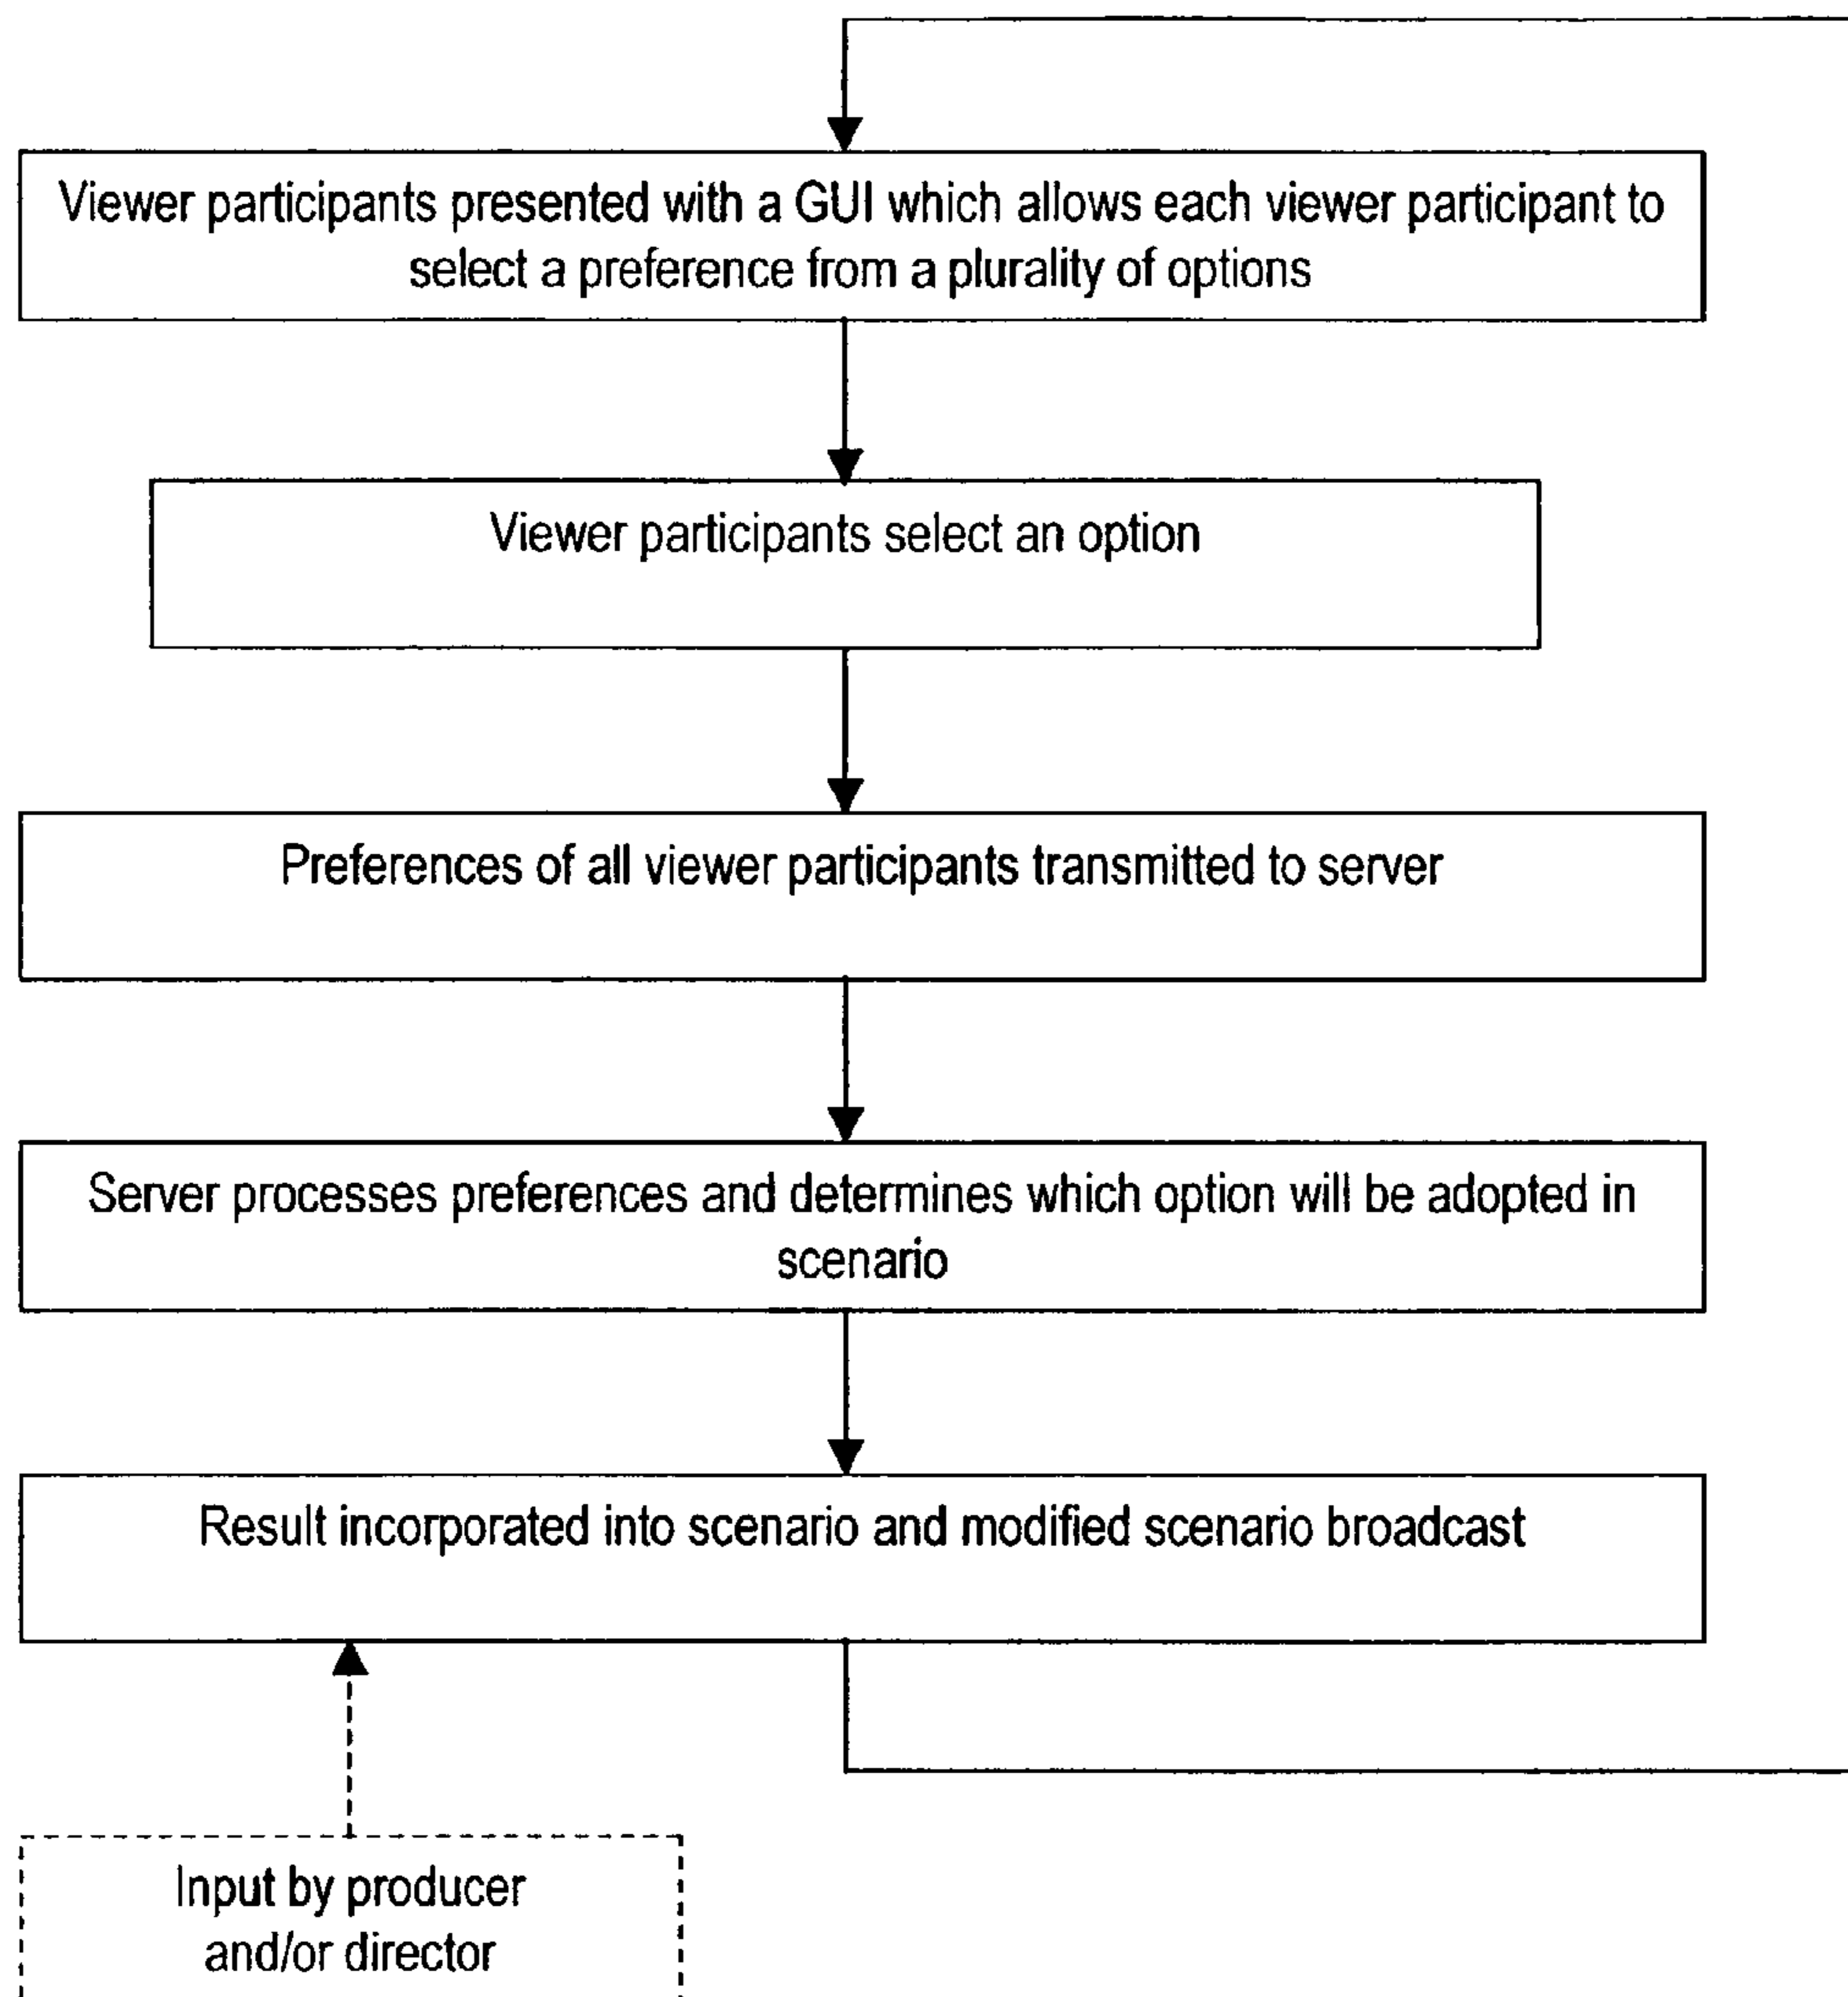 Viewer participants presented with a GUI which allows each viewer participant to
select a preference from a plurality of options
Viewer participants select an option
Preferences of all viewer participants transmitted to server
Server processes preferences and determines which option will be adopted in
scenario
Result incorporated into scenario and modified scenario broadcast
Input by producer
and/or director